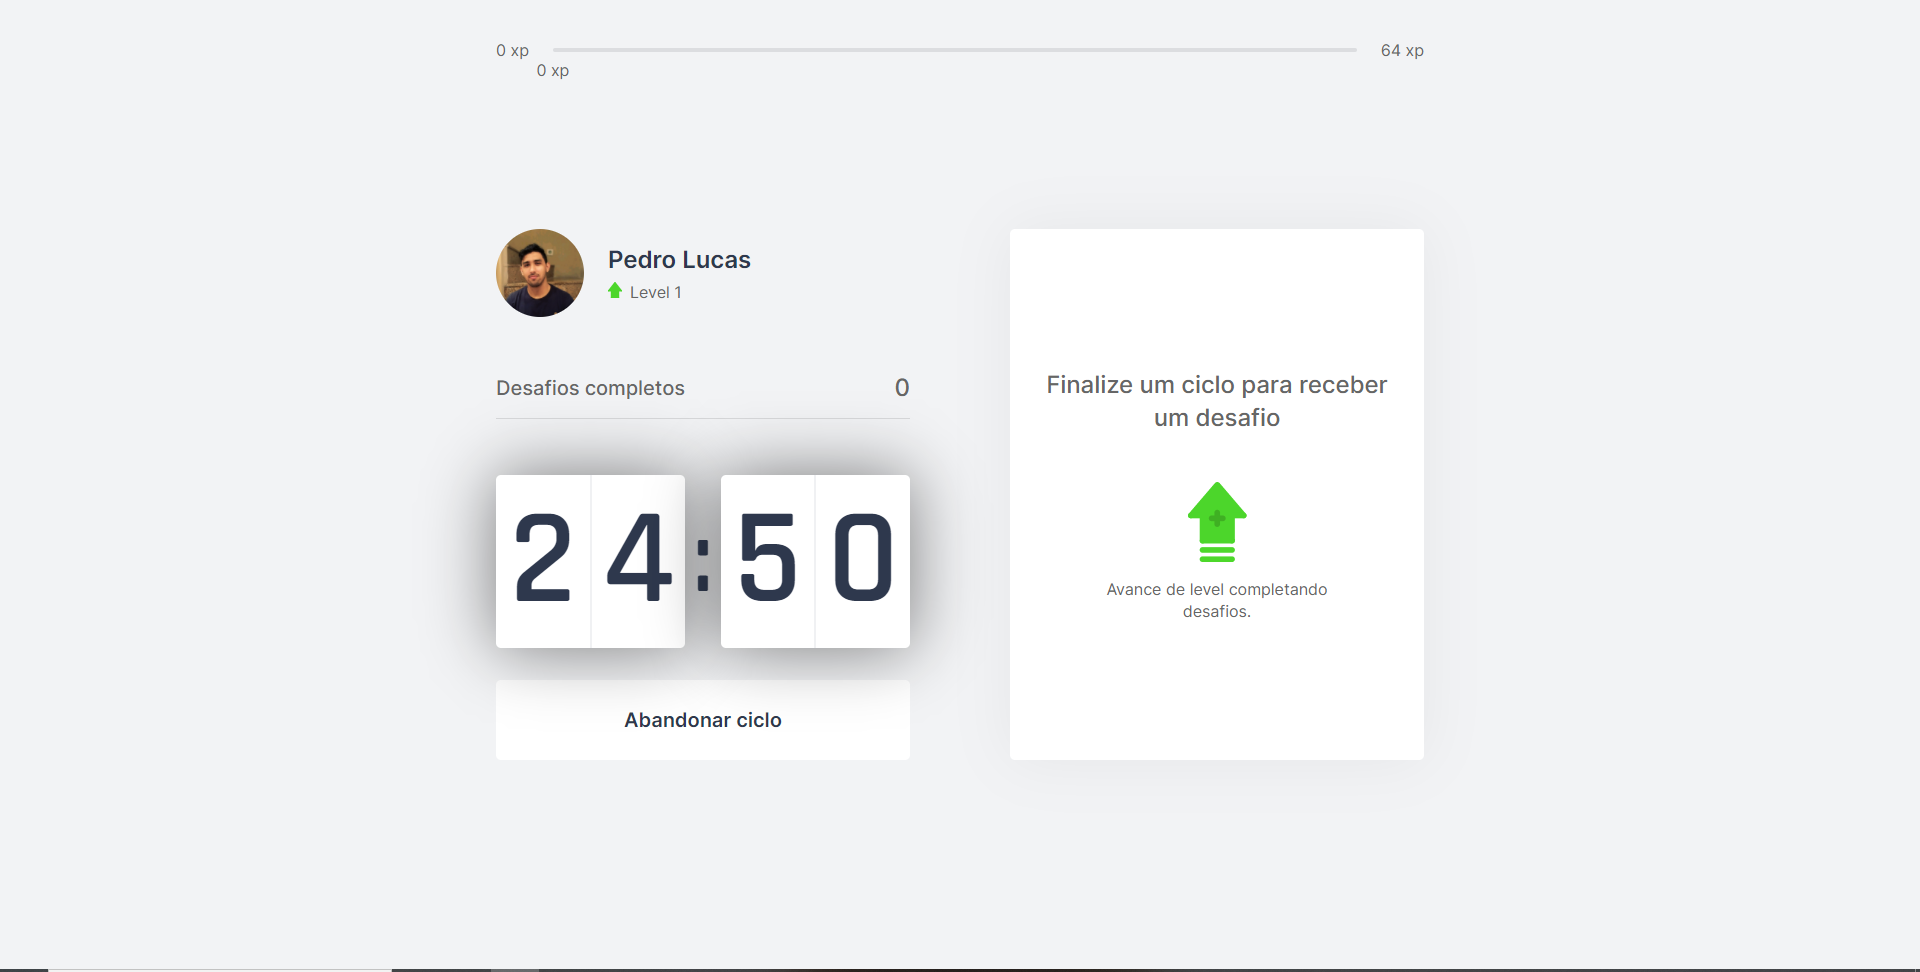 0 xp
64 xp
0 xp
Pedro Lucas
Level 1
Desafios completos
0
24:50
Abandonar ciclo
Finalize um ciclo para receber
um desafio
Avance de level completando
desafios.